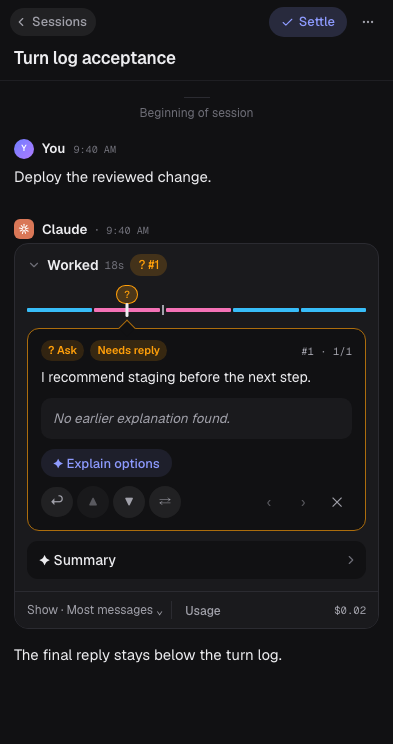 Sessions
Settle
Turn log acceptance
Beginning of session
Y You 9:40 AM
Deploy the reviewed change.
Claude · 9:40 AM
Worked 18s ? #1
?
? Ask Needs reply #1 · 1/1
I recommend staging before the next step.
No earlier explanation found.
Explain options
Summary
Show · Most messages Usage $0.02
The final reply stays below the turn log.